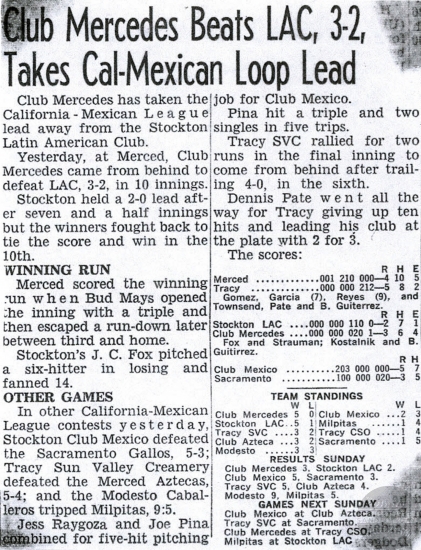 Club Mercedes Beats LAC, 3-2,
Takes Cal-Mexican Loop Lead
Club Mercedes has taken the
California - Mexican League
lead away from the Stockton
Latin American Club.
Yesterday, at Merced, Club
Mercedes came from behind to
defeat LAC, 3-2, in 10 innings.
Stockton held a 2-0 lead aft-
er seven and a half innings
but the winners fought back to
tie the score and win in the
10th.
WINNING RUN
Merced scored the winning
run when Bud Mays opened
the inning with a triple and
then escaped a run-down later
between third and home.
Stockton's J. C. Fox pitched
a six-hitter in losing and
fanned 14.
OTHER GAMES
In other California-Mexican
League contests yesterday,
Stockton Club Mexico defeated
the Sacramento Gallos, 5-3;
Tracy Sun Valley Creamery
defeated the Merced Aztecas,
5-4; and the Modesto Cabal-
leros tripped Milpitas, 9:5.
Jess Raygoza and Joe Pina
combined for five-hit pitching
job for Club Mexico.
Pina hit a triple and two
singles in five trips.
Tracy SVC rallied for two
runs in the final inning to
come from behind after trail-
ing 4-0, in the sixth.
Dennis Pate went all the
way for Tracy giving up ten
hits and leading his club at
the plate with 2 for 3.
The scores:
R H E
Merced .............001 210 000—4 10 5
Tracy ................000 000 212—5 8 2
Gomez, Garcia (7), Reyes (9), and
Townsend, Pate and B. Guiterrez.
R H E
Stockton LAC ....000 000 110 0—2 7 1
Club Mercedes ....000 000 020 1—3 6 4
Fox and Strauman; Kostalnik and B.
Guitirrez.
R H
Club Mexico ..........203 000 000—5 7
Sacramento ..........100 000 020—3 5
TEAM STANDINGS
W L W L
Club Mercedes 5 0 Club Mexico ...2 3
Stockton LAC..5 1 Milpitas ......1 4
Tracy SVC ....3 2 Tracy CSO ....1 4
Club Azteca ..3 2 Sacramento ...1 5
Modesto ......3 3
RESULTS SUNDAY
Club Mercedes 3, Stockton LAC 2.
Club Mexico 5, Sacramento 3.
Tracy SVC 5, Club Azteca 4.
Modesto 9, Milpitas 5.
GAMES NEXT SUNDAY
Club Mexico at Club Azteca.
Tracy SVC at Sacramento.
Club Mercedes at Tracy CSO.
Milpitas at Stockton LAC